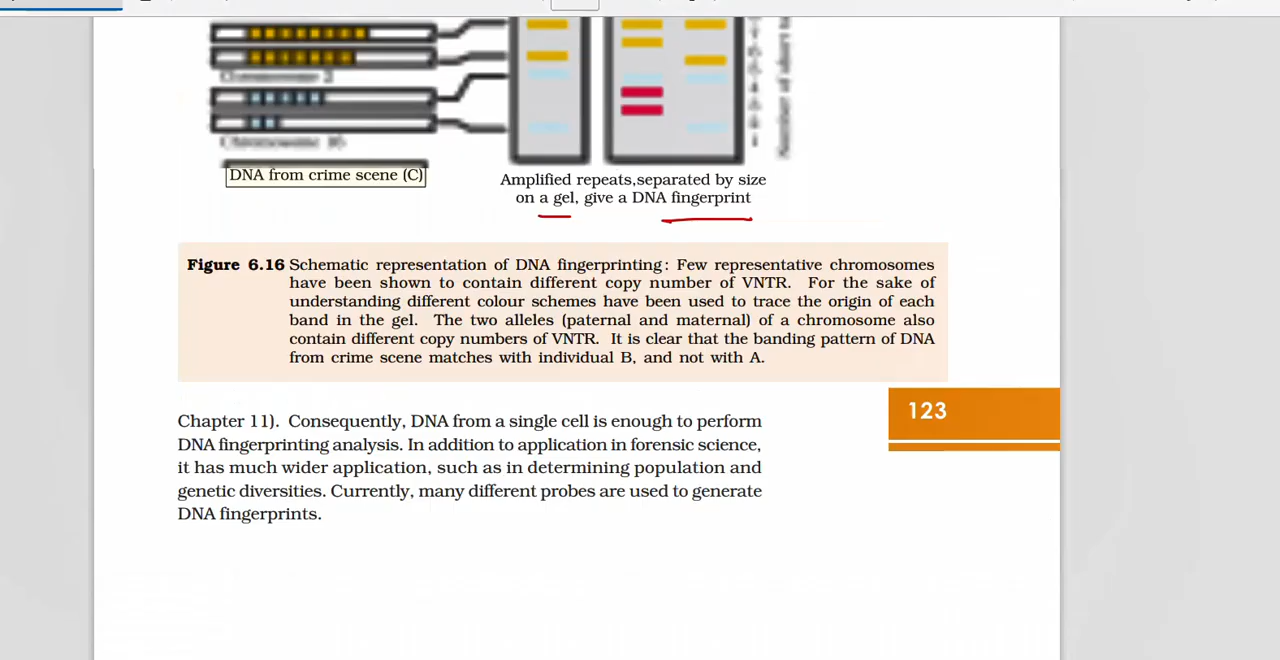 Chromosome 2
Chromosome 16
DNA from crime scene (C)
Amplified repeats,separated by size
on a gel, give a DNA fingerprint
Figure 6.16 Schematic representation of DNA fingerprinting: Few representative chromosomes
have been shown to contain different copy number of VNTR. For the sake of
understanding different colour schemes have been used to trace the origin of each
band in the gel. The two alleles (paternal and maternal) of a chromosome also
contain different copy numbers of VNTR. It is clear that the banding pattern of DNA
from crime scene matches with individual B, and not with A.
123
Chapter 11). Consequently, DNA from a single cell is enough to perform
DNA fingerprinting analysis. In addition to application in forensic science,
it has much wider application, such as in determining population and
genetic diversities. Currently, many different probes are used to generate
DNA fingerprints.